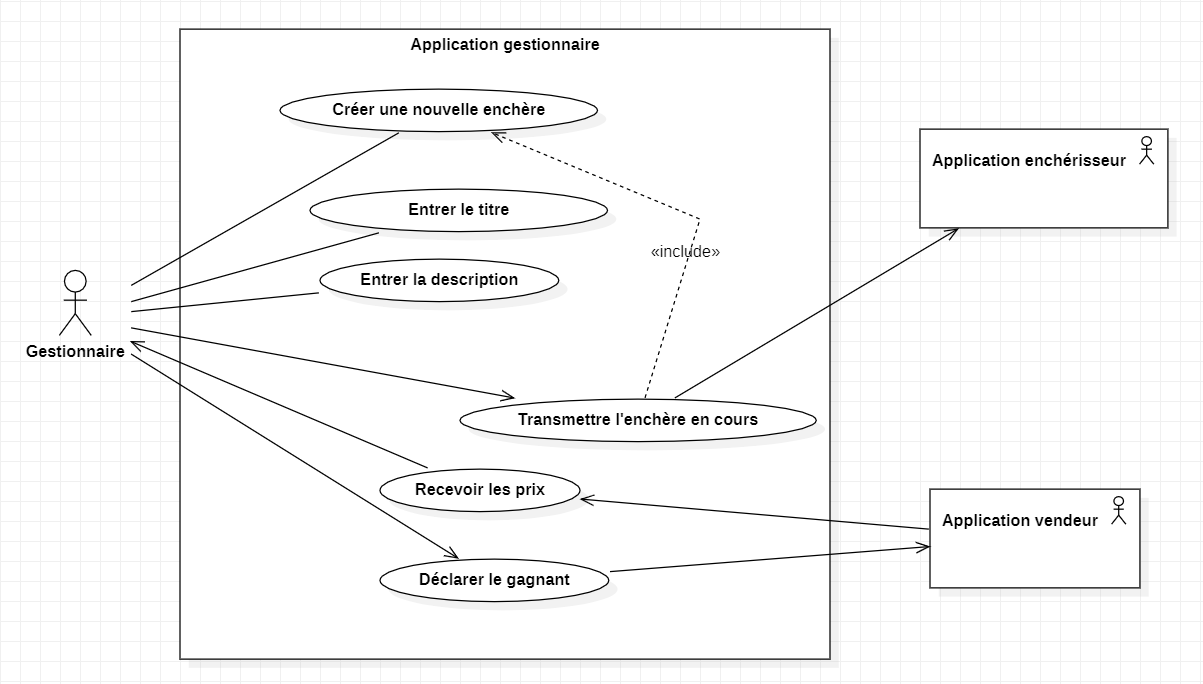 Application gestionnaire
Créer une nouvelle enchère
Application enchérisseur
Entrer le titre
«include»
Entrer la description
Gestionnaire
Transmettre l'enchère en cours
Recevoir les prix
Application vendeur
Déclarer le gagnant